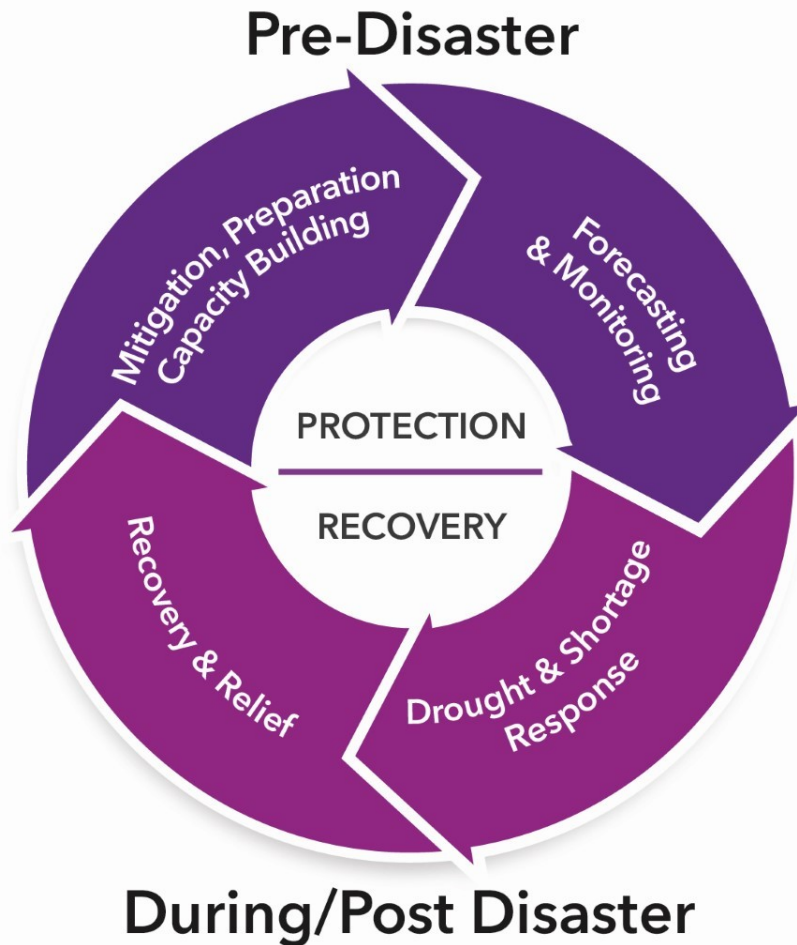 Pre-Disaster
Mitigation, Preparation
Capacity Building
Forecasting
& Monitoring
PROTECTION
RECOVERY
Recovery & Relief
Drought & Shortage
Response
During/Post Disaster